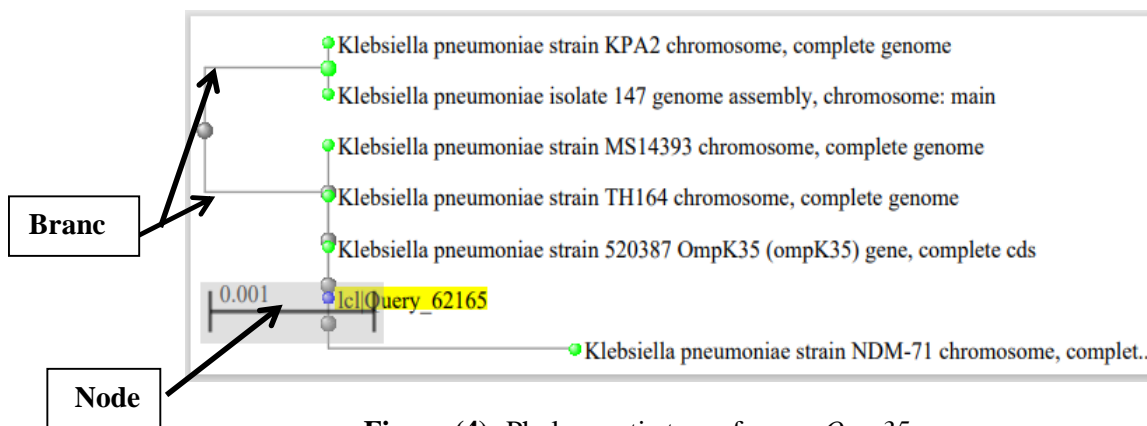 Klebsiella pneumoniae strain KPA2 chromosome, complete genome
Klebsiella pneumoniae isolate 147 genome assembly, chromosome: main
Klebsiella pneumoniae strain MS14393 chromosome, complete genome
Klebsiella pneumoniae strain TH164 chromosome, complete genome
Branc
Klebsiella pneumoniae strain 520387 OmpK35 (ompK35) gene, complete cds
0.001
lcl|Query_62165
Klebsiella pneumoniae strain NDM-71 chromosome, complet...
Node